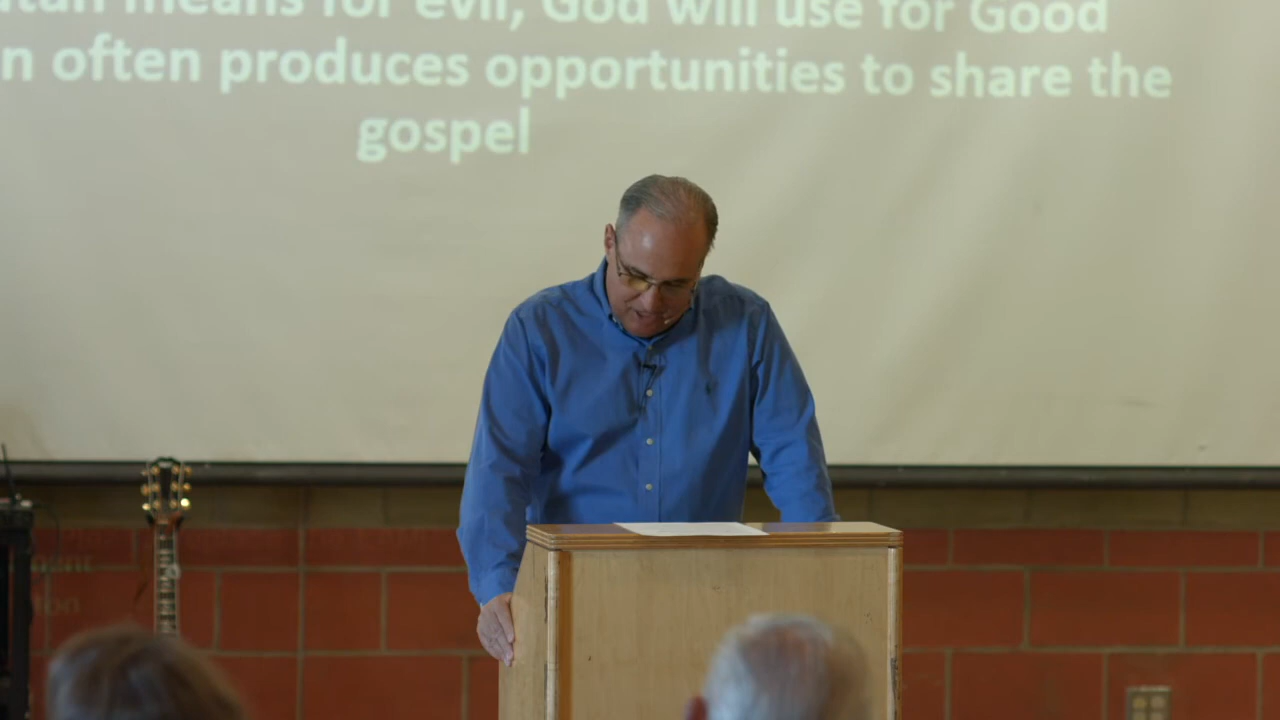 means for evil, God will use for Good
often produces opportunities to share the
gospel